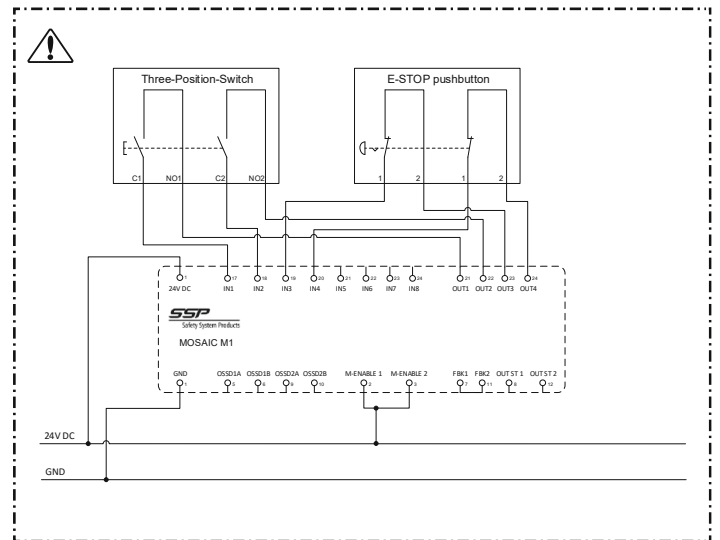 Three-Position-Switch
E-STOP pushbutton
C1 NO1 C2 NO2
1 2 1 2
1 17 18 19 20 21 22 23 24 21 22 23 24
24V DC IN1 IN2 IN3 IN4 IN5 IN6 IN7 IN8 OUT1 OUT2 OUT3 OUT4
SSP
Safety System Products
MOSAIC M1
GND OSSD1A OSSD1B OSSD2A OSSD2B M-ENABLE 1 M-ENABLE 2 FBK1 FBK2 OUT ST 1 OUT ST 2
1 5 6 9 10 2 3 7 11 8 12
24V DC
GND